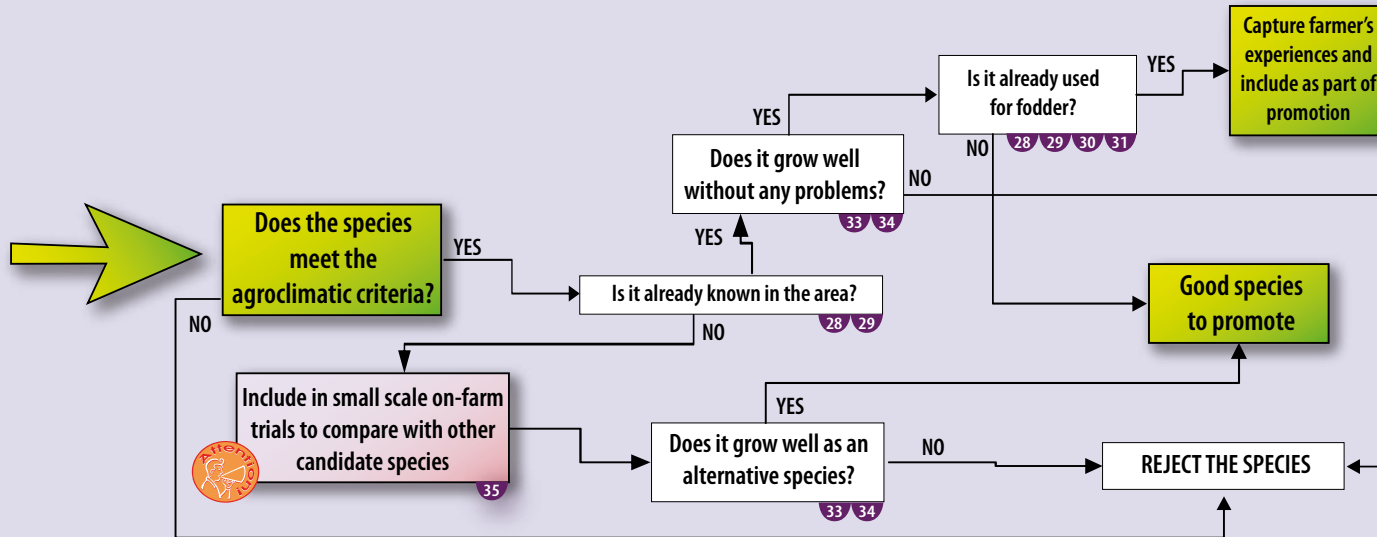 Capture farmer’s
experiences and
include as part of
promotion
Is it already used
for fodder?
YES
28 29 30 31
YES
NO
Does it grow well
without any problems?
NO
33 34
Does the species
meet the
agroclimatic criteria?
YES
YES
Is it already known in the area?
28 29
NO
NO
Good species
to promote
Include in small scale on-farm
trials to compare with other
candidate species
Attention!
35
YES
Does it grow well as an
alternative species?
NO
33 34
REJECT THE SPECIES